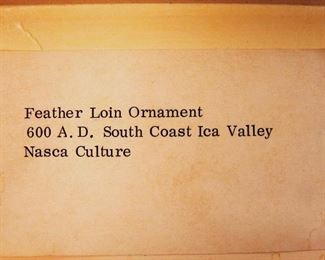 Feather Loin Ornament
600 A.D. South Coast Ica Valley
Nasca Culture